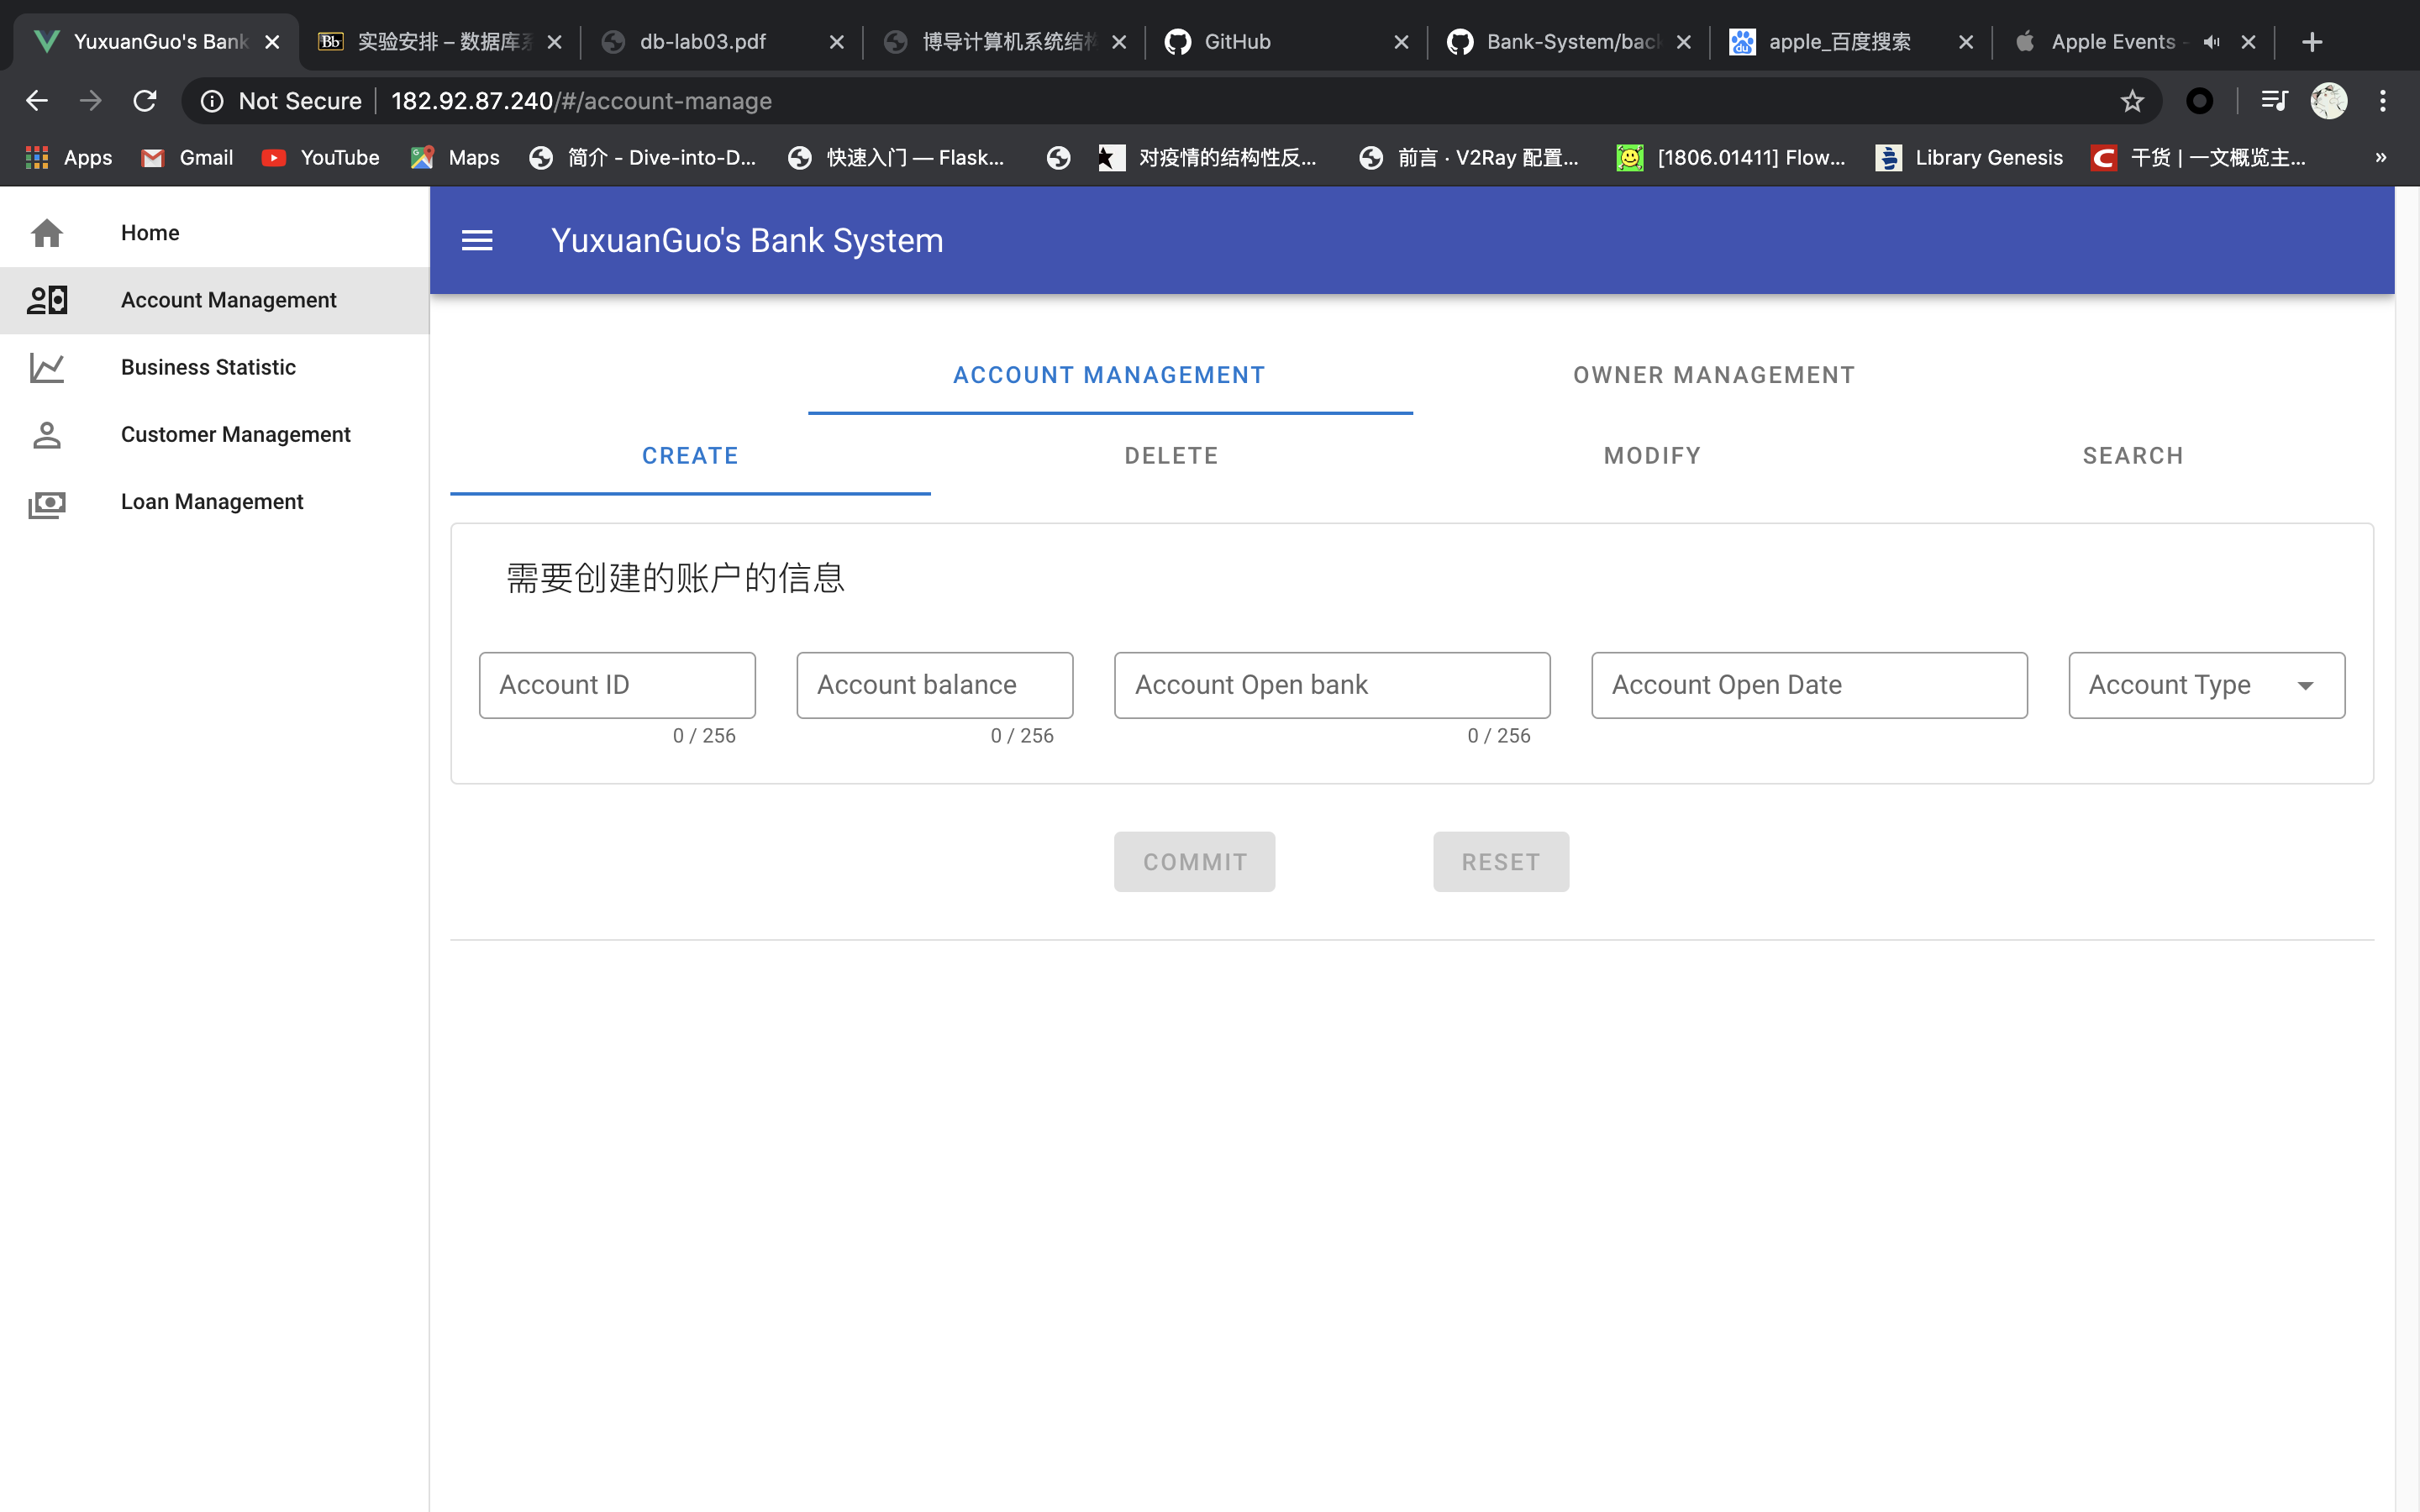 YuxuanGuo's Bank
实验安排 – 数据库系
db-lab03.pdf
博导计算机系统结构
GitHub
Bank-System/back
apple_百度搜索
Apple Events -
Not Secure
182.92.87.240/#/account-manage
Apps
Gmail
YouTube
Maps
简介 - Dive-into-D...
快速入门 — Flask...
对疫情的结构性反...
前言 · V2Ray 配置...
[1806.01411] Flow...
Library Genesis
干货 | 一文概览主...
»
Home
Account Management
Business Statistic
Customer Management
Loan Management
YuxuanGuo's Bank System
ACCOUNT MANAGEMENT
OWNER MANAGEMENT
CREATE
DELETE
MODIFY
SEARCH
需要创建的账户的信息
Account ID
Account balance
Account Open bank
Account Open Date
Account Type
0 / 256
0 / 256
0 / 256
COMMIT
RESET